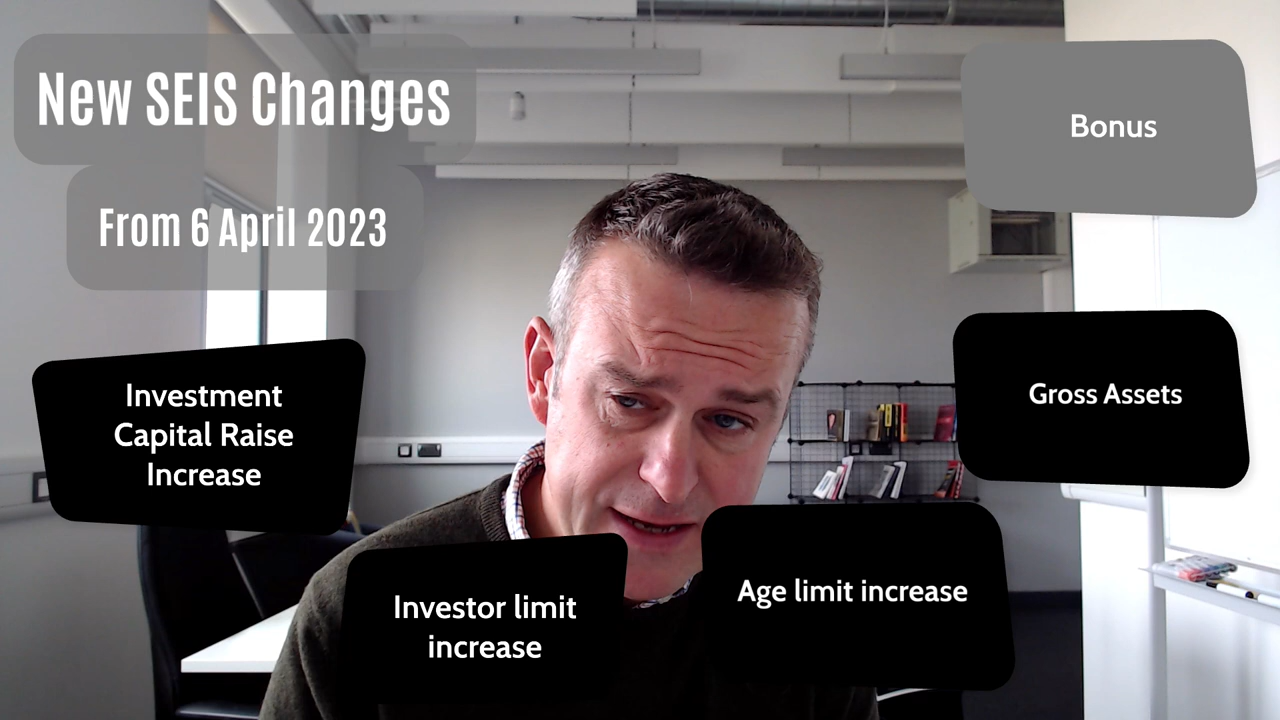 New SEIS Changes
From 6 April 2023
Bonus
Investment
Capital Raise
Increase
Gross Assets
Investor limit
increase
Age limit increase